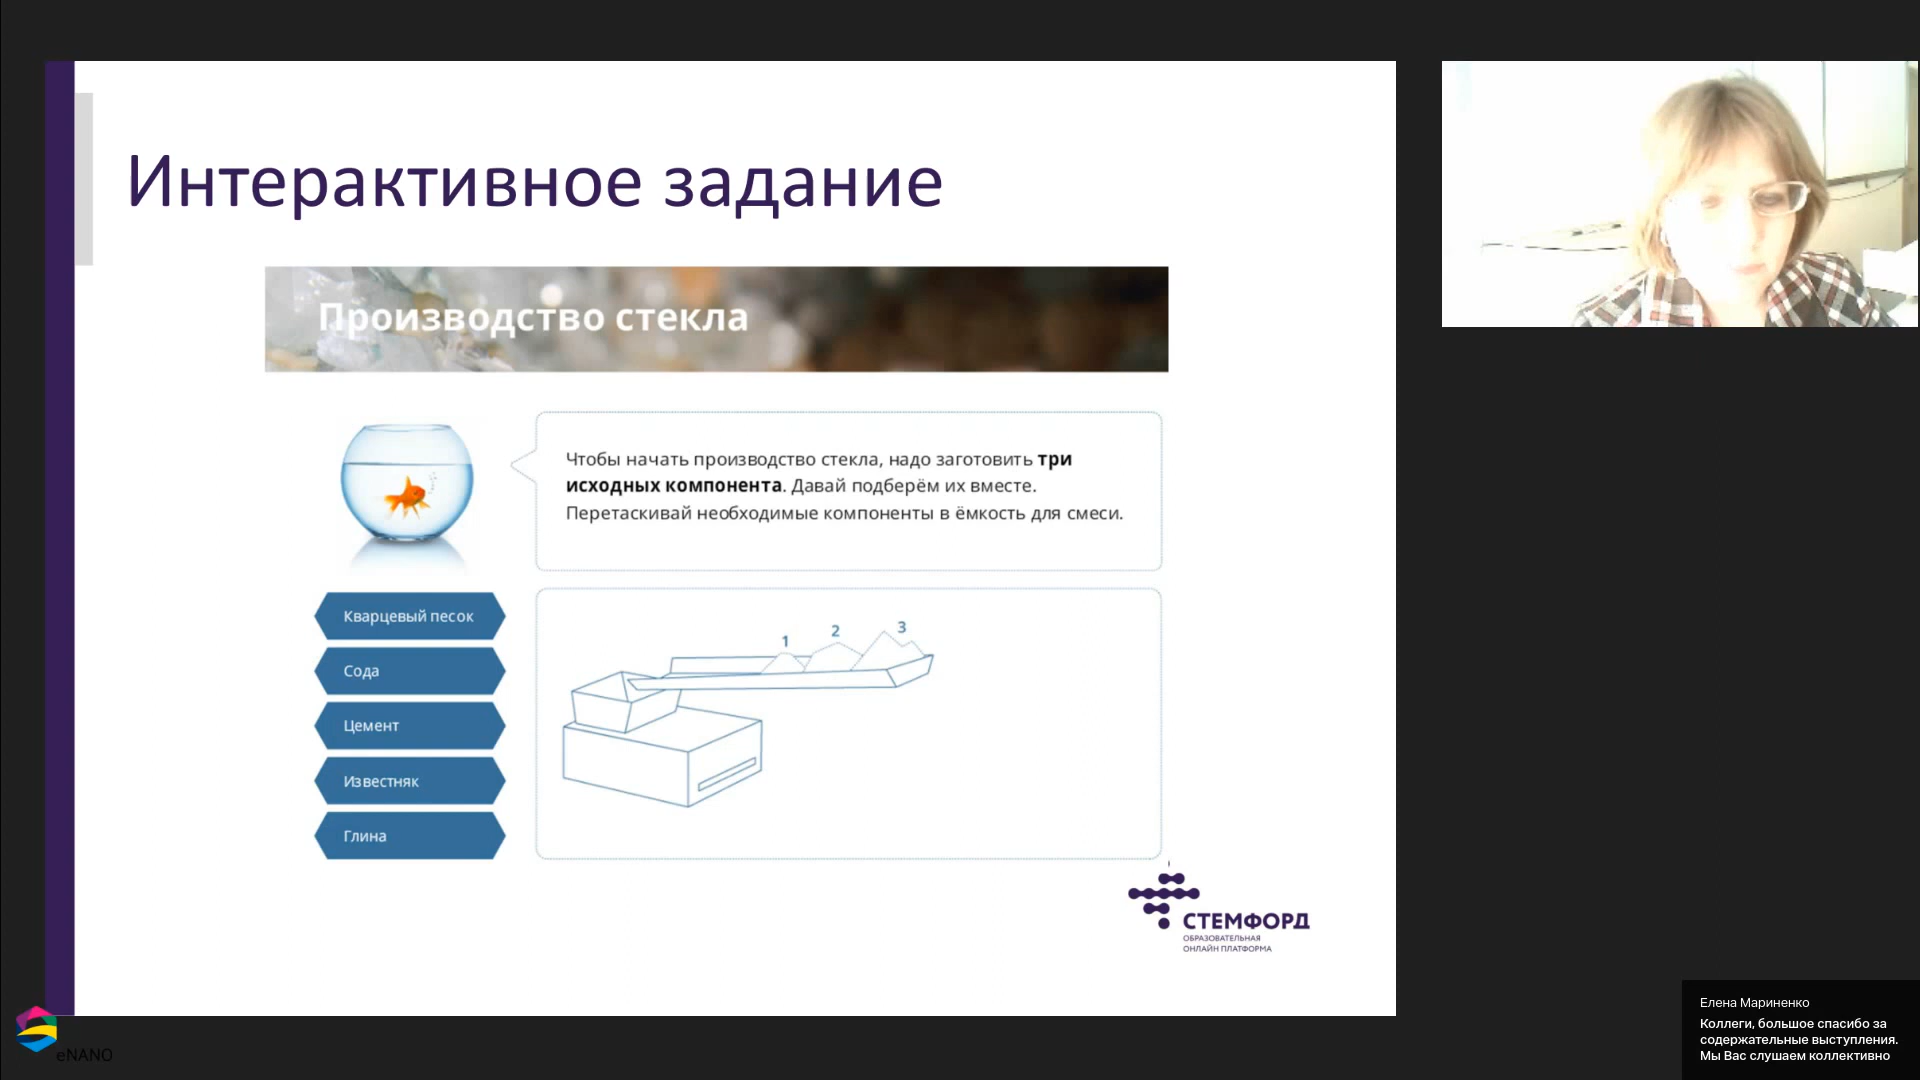 Интерактивное задание
Производство стекла
Чтобы начать производство стекла, надо заготовить три
исходных компонента. Давай подберём их вместе.
Перетаскивай необходимые компоненты в ёмкость для смеси.
Кварцевый песок
Сода
Цемент
Известняк
Глина
1
2
3
СТЕМФОРД
ОБРАЗОВАТЕЛЬНАЯ
ОНЛАЙН ПЛАТФОРМА
eNANO
Елена Мариненко
Коллеги, большое спасибо за
содержательные выступления.
Мы Вас слушаем коллективно